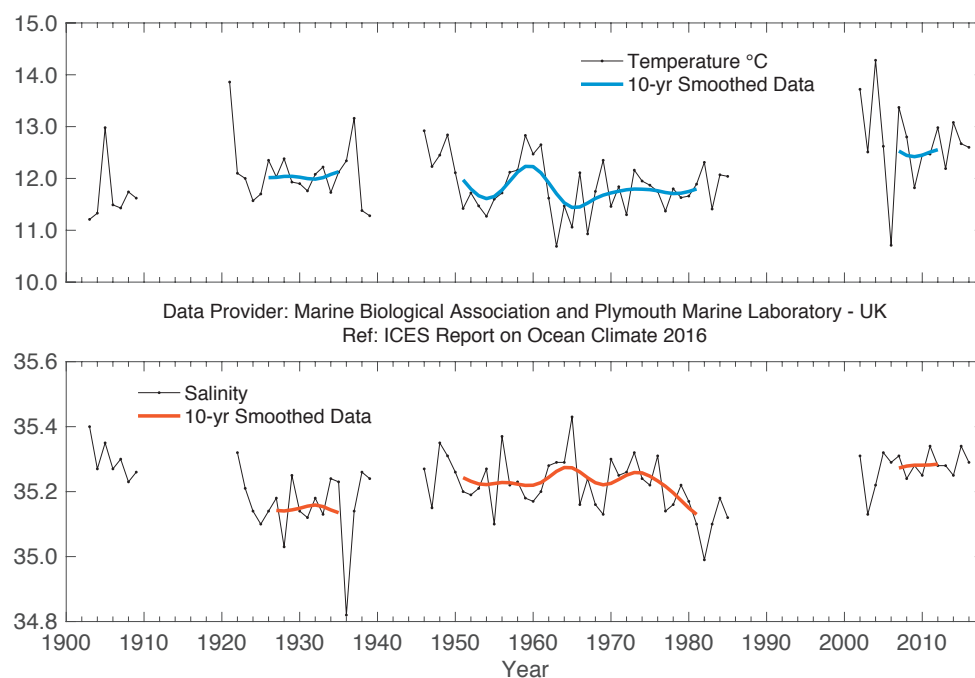 15.0
14.0
13.0
12.0
11.0
10.0
Temperature °C
10-yr Smoothed Data
Data Provider: Marine Biological Association and Plymouth Marine Laboratory - UK
Ref: ICES Report on Ocean Climate 2016
35.6
35.4
35.2
35.0
34.8
Salinity
10-yr Smoothed Data
1900 1910 1920 1930 1940 1950 1960 1970 1980 1990 2000 2010
Year